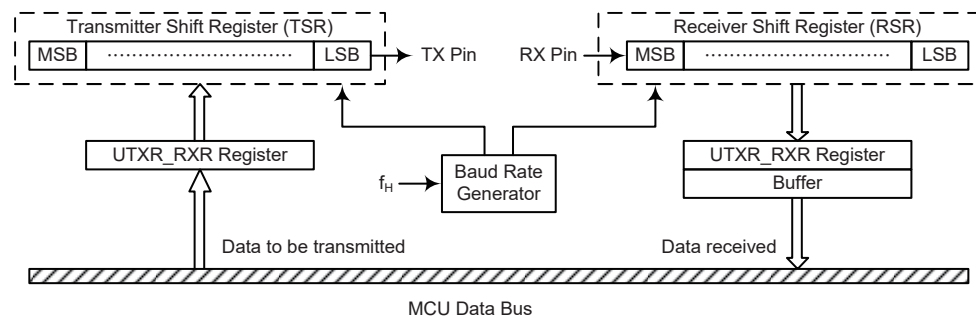 Transmitter Shift Register (TSR)
MSB
LSB
TX Pin
Receiver Shift Register (RSR)
RX Pin
MSB
LSB
UTXR_RXR Register
fH
Baud Rate
Generator
UTXR_RXR Register
Buffer
Data to be transmitted
Data received
MCU Data Bus